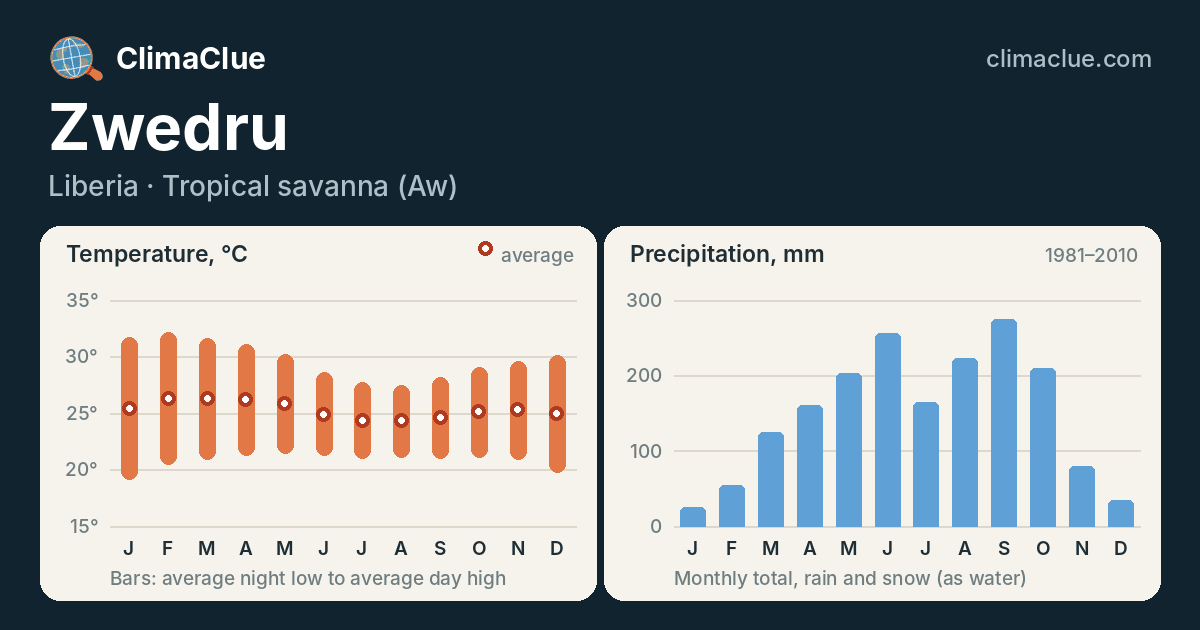 ClimaClue
climaclue.com
Zwedru
Liberia · Tropical savanna (Aw)
Temperature, °C
average
35°
30°
25°
20°
15°
J F M A M J J A S O N D
Bars: average night low to average day high
Precipitation, mm
1981–2010
300
200
100
0
J F M A M J J A S O N D
Monthly total, rain and snow (as water)